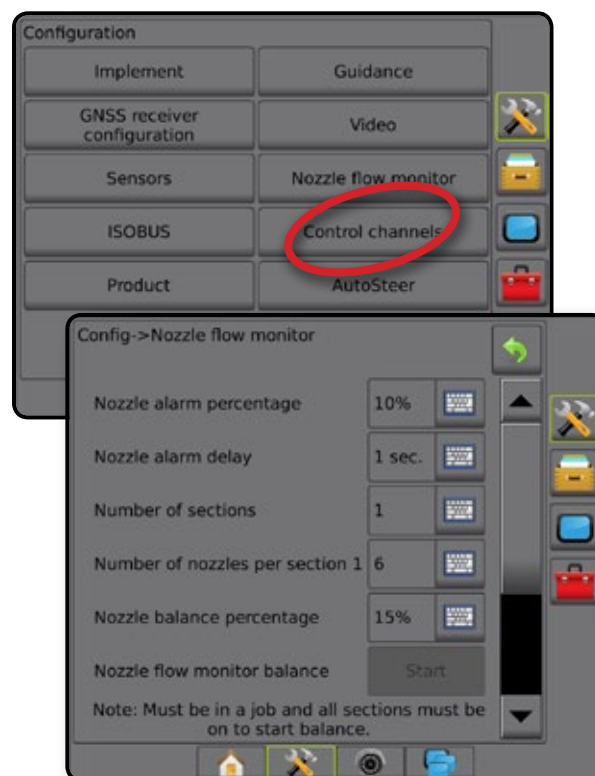 Configuration
Implement
Guidance
GNSS receiver
configuration
Video
Sensors
Nozzle flow monitor
ISOBUS
Control channels
Product
AutoSteer
Config->Nozzle flow monitor
Nozzle alarm percentage 10%
Nozzle alarm delay 1 sec.
Number of sections 1
Number of nozzles per section 1 6
Nozzle balance percentage 15%
Nozzle flow monitor balance Start
Note: Must be in a job and all sections must be
on to start balance.